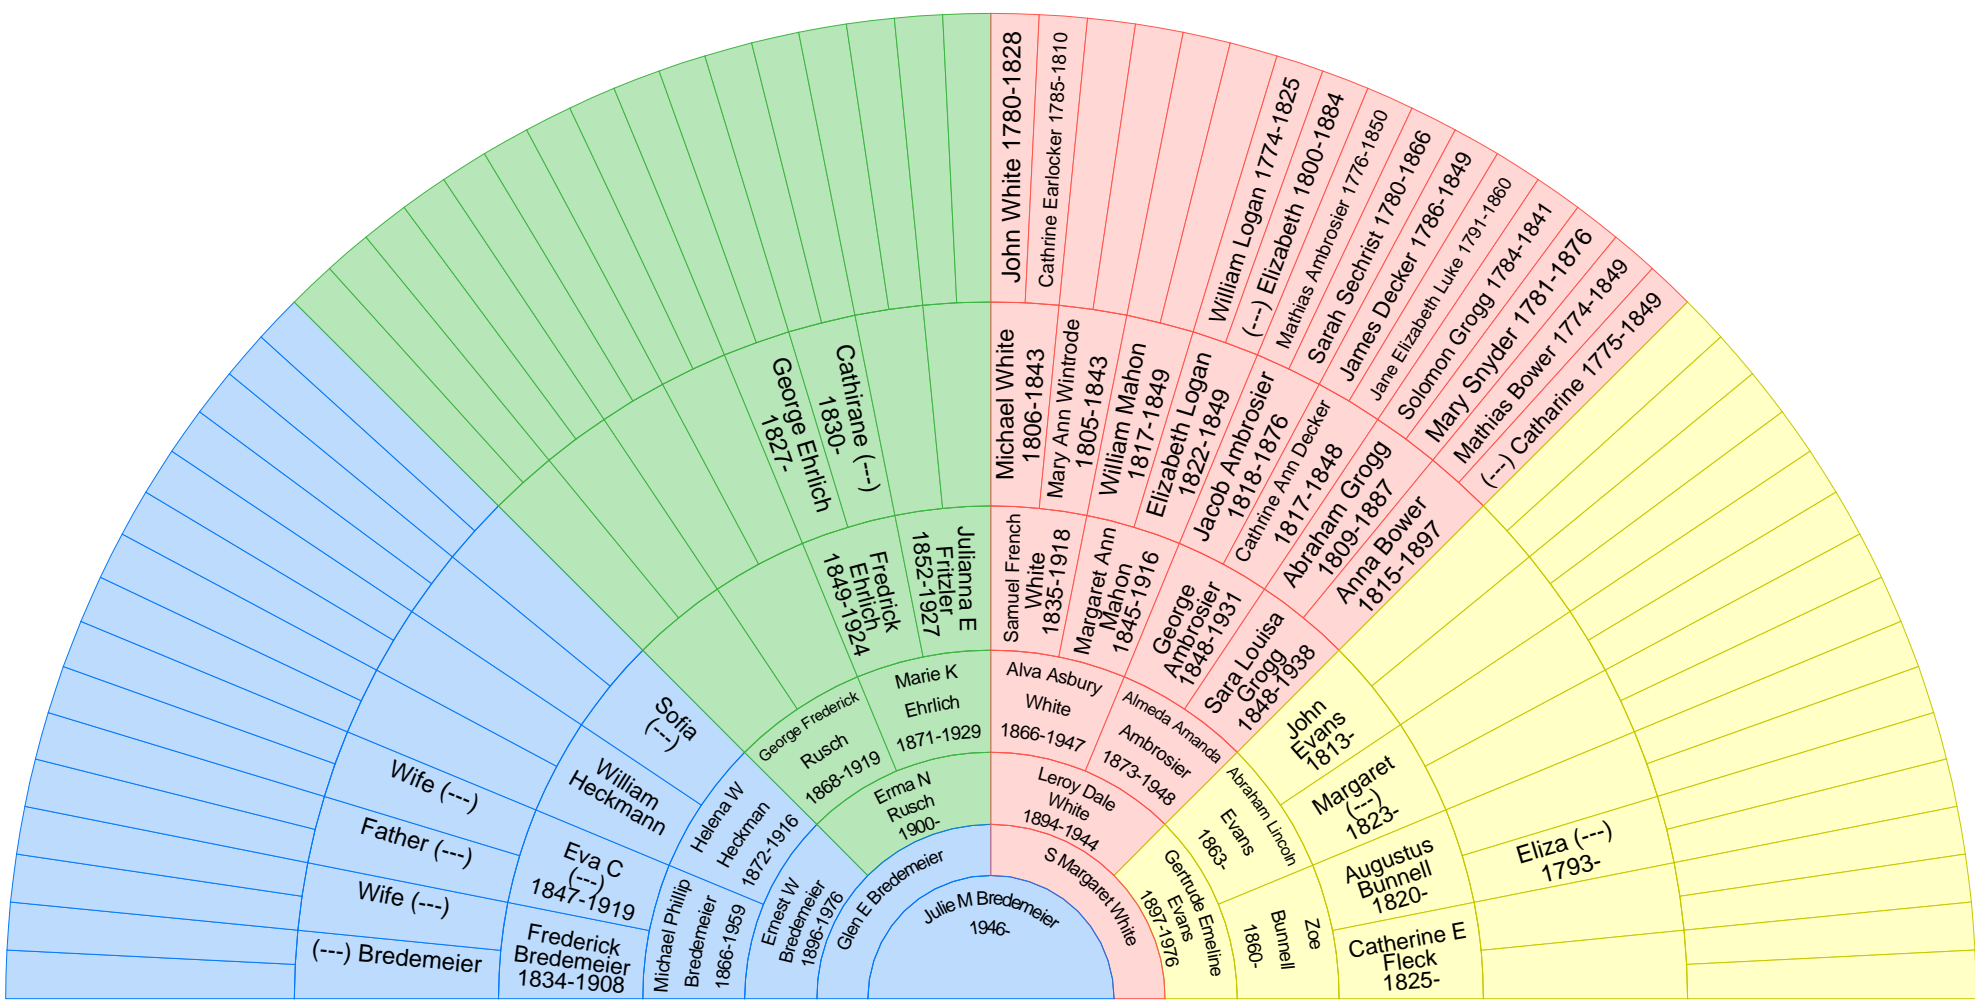 Julie M Bredemeier
1946-
Glen E Bredemeier
S Margaret White
Ernest W
Bredemeier
1896-1976
Erma N
Rusch
1900-
Leroy Dale
White
1894-1944
Gertrude Emeline
Evans
1897-1976
Michael Phillip
Bredemeier
1866-1959
Helena W
Heckman
1872-1916
George Frederick
Rusch
1868-1919
Marie K
Ehrlich
1871-1929
Alva Asbury
White
1866-1947
Almeda Amanda
Ambrosier
1873-1948
Abraham Lincoln
Evans
1863-
Zoe
Bunnell
1860-
Frederick
Bredemeier
1834-1908
Eva C
(---)
1847-1919
William
Heckmann
Sofia
(---)
Fredrick
Ehrlich
1849-1924
Julianna E
Fritzler
1852-1927
Samuel French
White
1835-1918
Margaret Ann
Mahon
1845-1916
George
Ambrosier
1848-1931
Sara Louisa
Grogg
1848-1938
John
Evans
1813-
Margaret
(---)
1823-
Augustus
Bunnell
1820-
Catherine E
Fleck
1825-
(---) Bredemeier
Wife (---)
Father (---)
Wife (---)
George Ehrlich
1827-
Cathirane (---)
1830-
Michael White
1806-1843
Mary Ann Wintrode
1805-1843
William Mahon
1817-1849
Elizabeth Logan
1822-1849
Jacob Ambrosier
1818-1876
Cathrine Ann Decker
1817-1848
Abraham Grogg
1809-1887
Anna Bower
1815-1897
Eliza (---)
1793-
John White 1780-1828
Cathrine Earlocker 1785-1810
William Logan 1774-1825
(---) Elizabeth 1800-1884
Mathias Ambrosier 1776-1850
Sarah Sechrist 1780-1866
James Decker 1786-1849
Jane Elizabeth Luke 1791-1860
Solomon Grogg 1784-1841
Mary Snyder 1781-1876
Mathias Bower 1774-1849
(---) Catharine 1775-1849